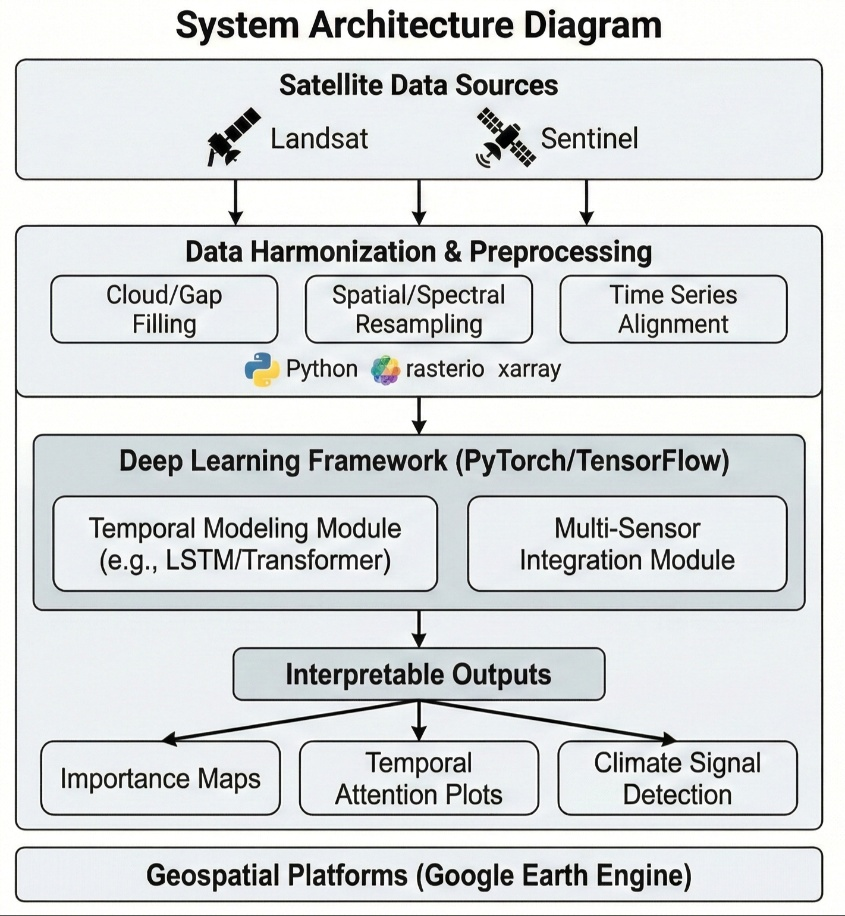 System Architecture Diagram
Satellite Data Sources
Landsat
Sentinel
Data Harmonization & Preprocessing
Cloud/Gap
Filling
Spatial/Spectral
Resampling
Time Series
Alignment
Python rasterio xarray
Deep Learning Framework (PyTorch/TensorFlow)
Temporal Modeling Module
(e.g., LSTM/Transformer)
Multi-Sensor
Integration Module
Interpretable Outputs
Importance Maps
Temporal
Attention Plots
Climate Signal
Detection
Geospatial Platforms (Google Earth Engine)